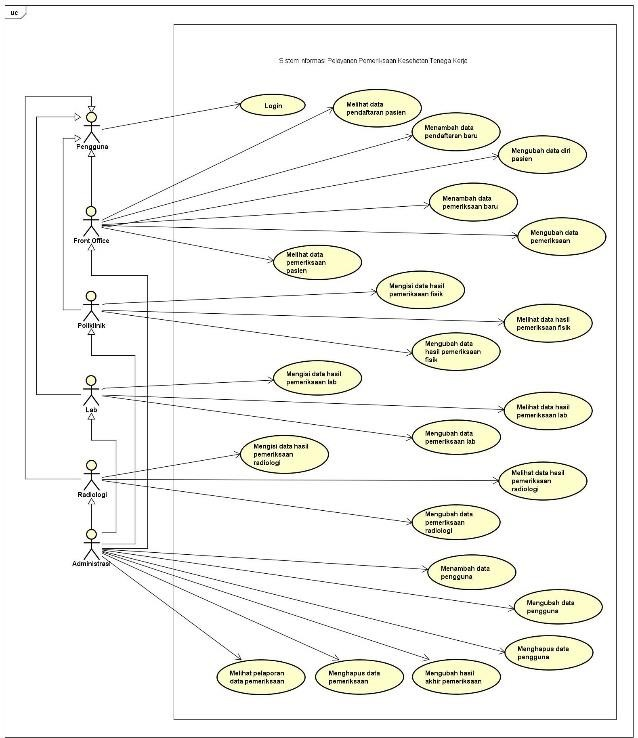 uc
Sistem Informasi Pelayanan Pemeriksaan Kesehatan Tenaga Kerja
Login
Melihat data
pendaftaran pasien
Menambah data
pendaftaran baru
Mengubah data diri
pasien
Pengguna
Menambah data
pemeriksaan baru
Mengubah data
pemeriksaan
Front Office
Melihat data
pemeriksaan
pasien
Mengisi data hasil
pemeriksaan fisik
Melihat data hasil
pemeriksaan fisik
Poliklinik
Mengubah data
hasil pemeriksaan
fisik
Mengisi data hasil
pemeriksaan lab
Melihat data hasil
pemeriksaan lab
Lab
Mengubah data
pemeriksaan lab
Mengisi data hasil
pemeriksaan
radiologi
Melihat data hasil
pemeriksaan
radiologi
Radiologi
Mengubah data
pemeriksaan
radiologi
Administrasi
Menambah data
pengguna
Mengubah data
pengguna
Menghapus data
pengguna
Melihat pelaporan
data pemeriksaan
Menghapus data
pemeriksaan
Mengubah hasil
akhir pemeriksaan